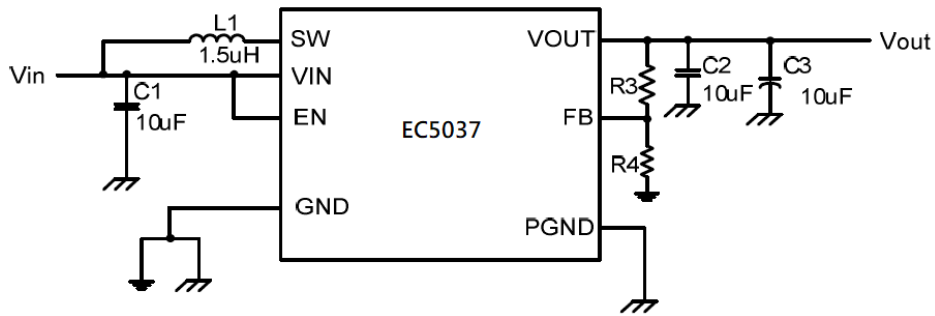 L1
1.5uH
SW
VOUT
Vout
Vin
VIN
C1
10uF
EN
EC5037
R3
C2
10uF
C3
10uF
FB
R4
GND
PGND